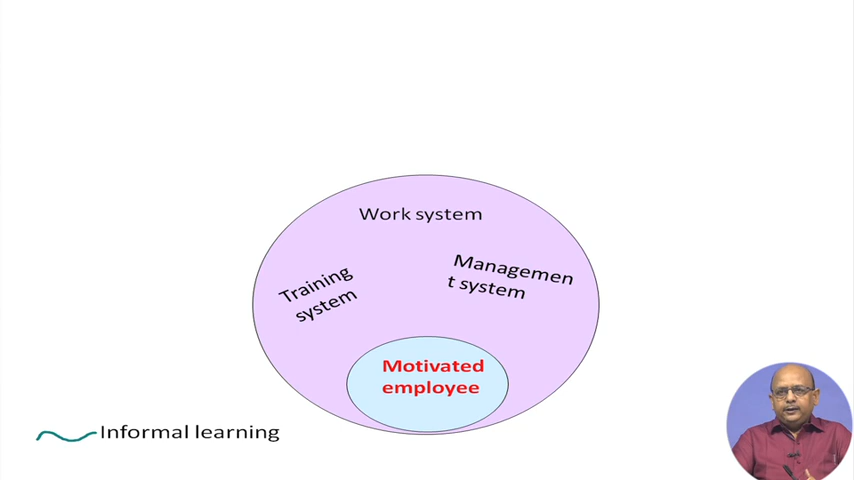 Work system
Training
system
Managemen
t system
Motivated
employee
Informal learning